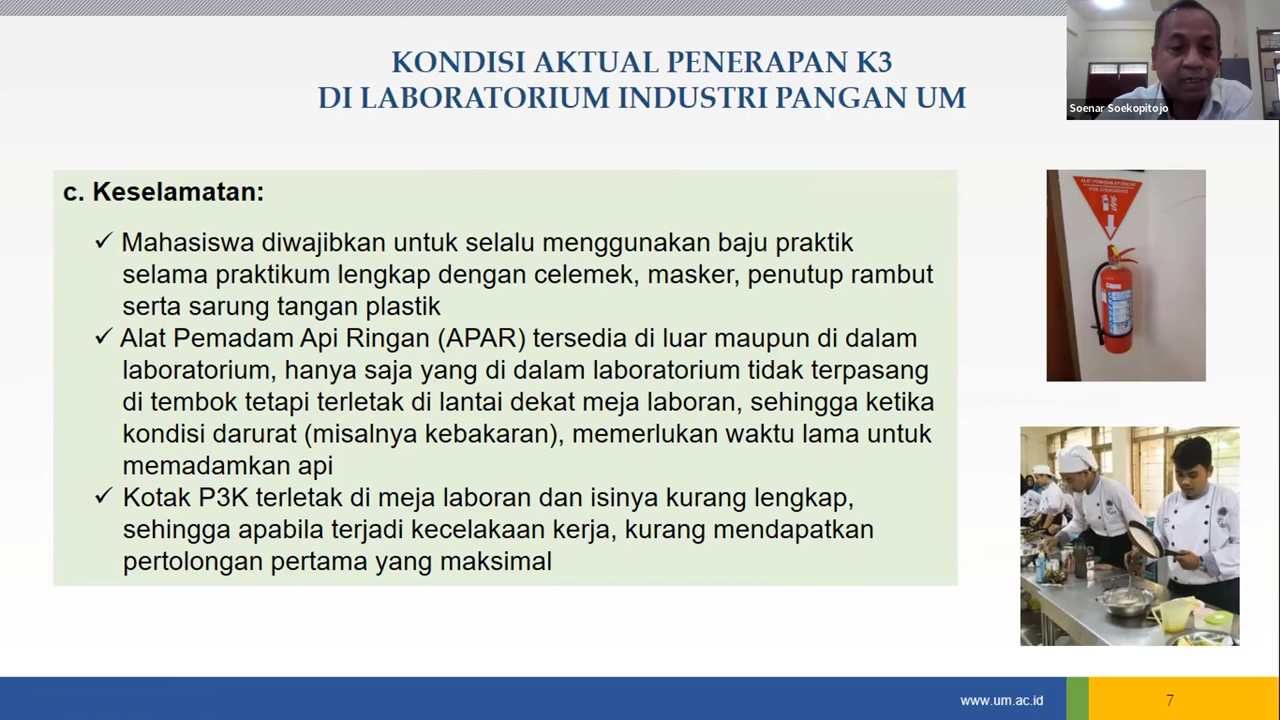 KONDISI AKTUAL PENERAPAN K3
DI LABORATORIUM INDUSTRI PANGAN UM
Soenar Soekopitojo
c. Keselamatan:
✓ Mahasiswa diwajibkan untuk selalu menggunakan baju praktik
selama praktikum lengkap dengan celemek, masker, penutup rambut
serta sarung tangan plastik
✓ Alat Pemadam Api Ringan (APAR) tersedia di luar maupun di dalam
laboratorium, hanya saja yang di dalam laboratorium tidak terpasang
di tembok tetapi terletak di lantai dekat meja laboran, sehingga ketika
kondisi darurat (misalnya kebakaran), memerlukan waktu lama untuk
memadamkan api
✓ Kotak P3K terletak di meja laboran dan isinya kurang lengkap,
sehingga apabila terjadi kecelakaan kerja, kurang mendapatkan
pertolongan pertama yang maksimal
www.um.ac.id
7